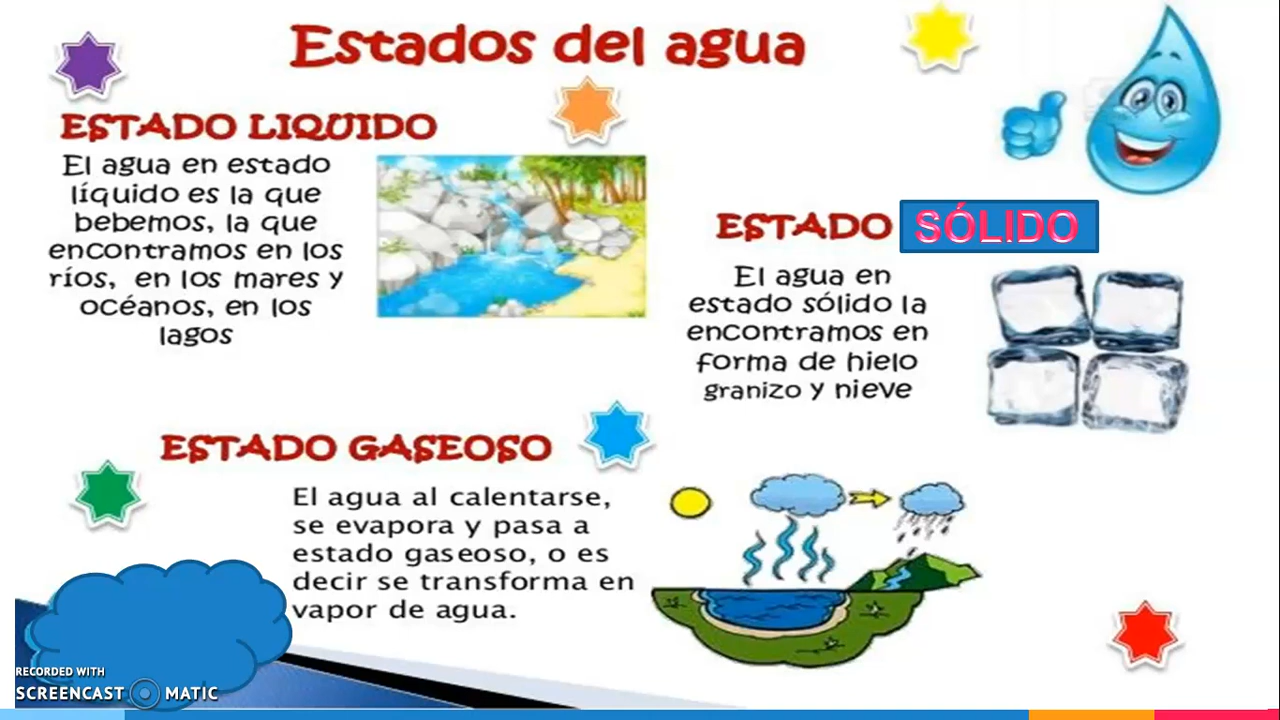 Estados del agua
ESTADO LIQUIDO
El agua en estado
líquido es la que
bebemos, la que
encontramos en los
ríos, en los mares y
océanos, en los
lagos
ESTADO SÓLIDO
El agua en
estado sólido la
encontramos en
forma de hielo
granizo y nieve
ESTADO GASEOSO
El agua al calentarse,
se evapora y pasa a
estado gaseoso, o es
decir se transforma en
vapor de agua.
RECORDED WITH
SCREENCAST MATIC